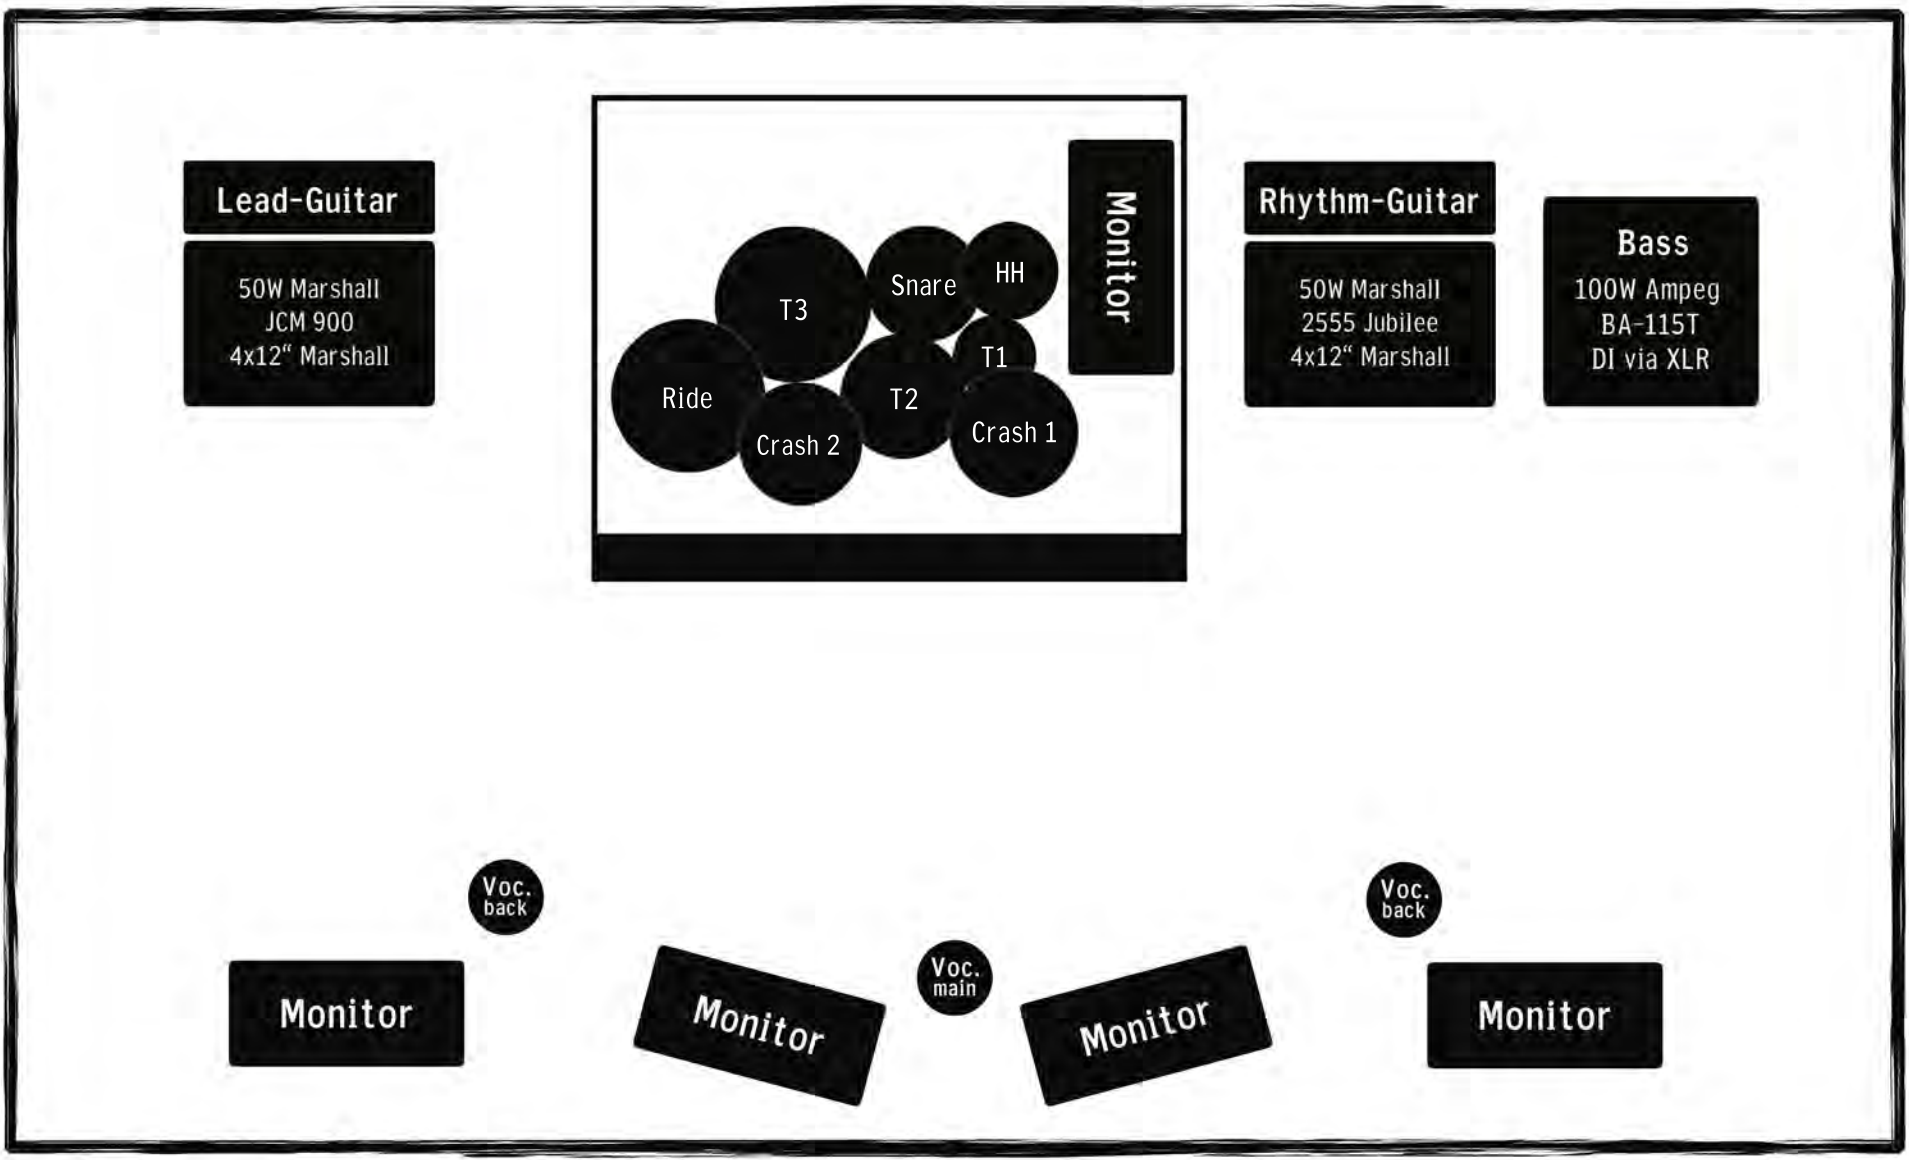 Lead-Guitar
50W Marshall
JCM 900
4x12“ Marshall
T3
Snare
HH
T1
Ride
T2
Crash 2
Crash 1
Monitor
Rhythm-Guitar
50W Marshall
2555 Jubilee
4x12“ Marshall
Bass
100W Ampeg
BA-115T
DI via XLR
Voc.
back
Voc.
main
Voc.
back
Monitor
Monitor
Monitor
Monitor